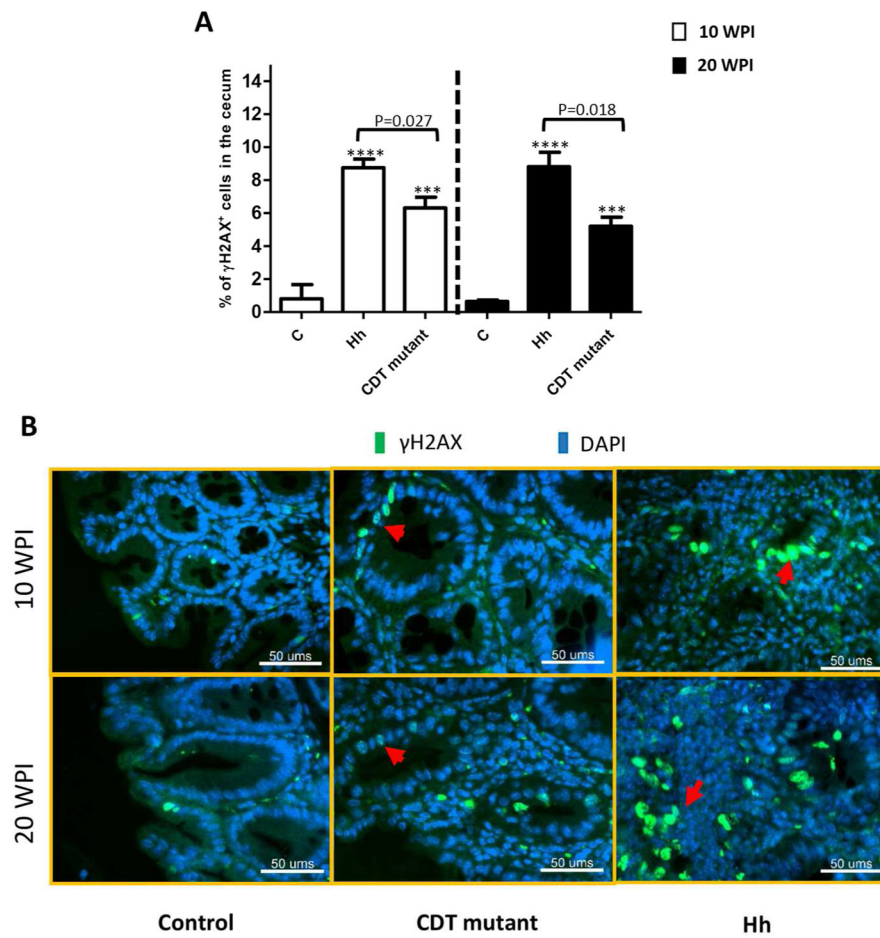 A
10 WPI
20 WPI
% of γH2AX⁺ cells in the cecum
14
12
10
8
6
4
2
0
P=0.027
P=0.018
****
***
****
***
C
Hh
CDT mutant
C
Hh
CDT mutant
B
γH2AX
DAPI
10 WPI
50 ums
50 ums
50 ums
20 WPI
50 ums
50 ums
50 ums
Control
CDT mutant
Hh